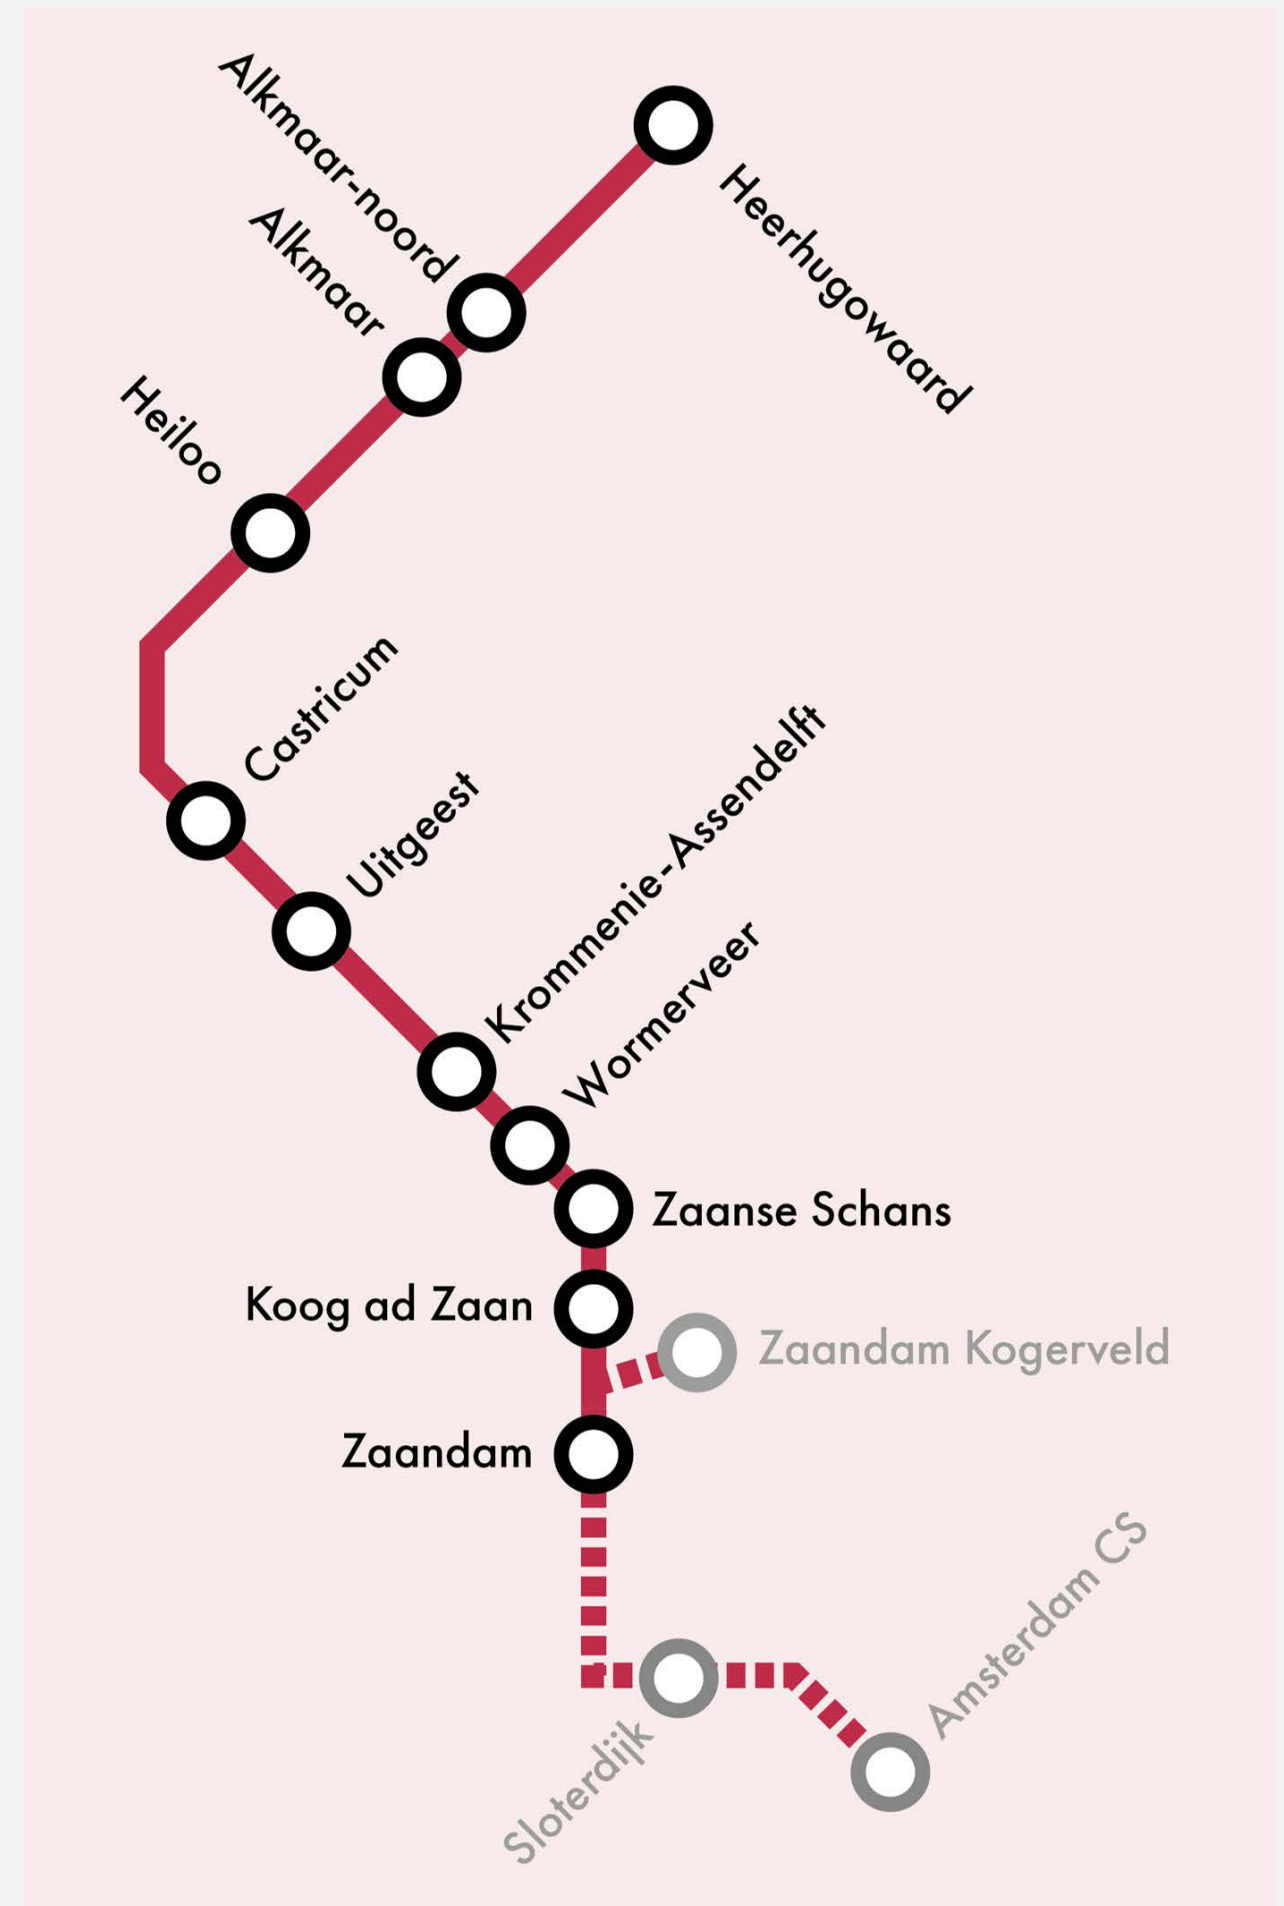 Alkmaar-noord
Heerhugowaard
Alkmaar
Heiloo
Castricum
Uitgeest
Krommenie-Assendelft
Wormerveer
Zaanse Schans
Koog ad Zaan
Zaandam Kogerveld
Zaandam
Amsterdam CS
Sloterdijk